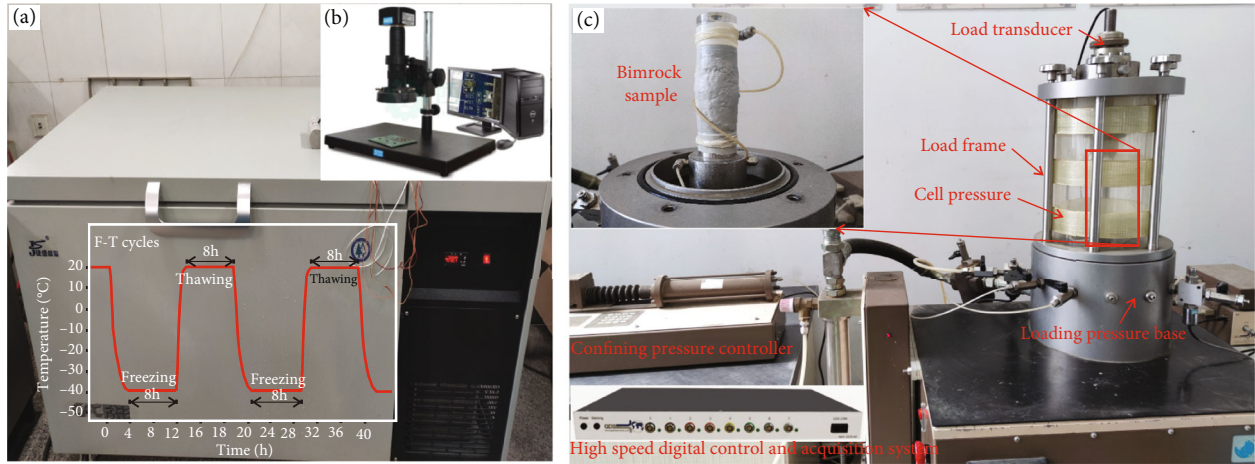 (a)
(b)
F-T cycles
8h
8h
Thawing
Thawing
Freezing
Freezing
8h
8h
Temperature (°C)
20
10
0
–10
–20
–30
–40
–50
0 4 8 12 16 20 24 28 32 36 40
Time (h)
(c)
Bimrock
sample
Load transducer
Load frame
Cell pressure
Loading pressure base
Confining pressure controller
High speed digital control and acquisition system